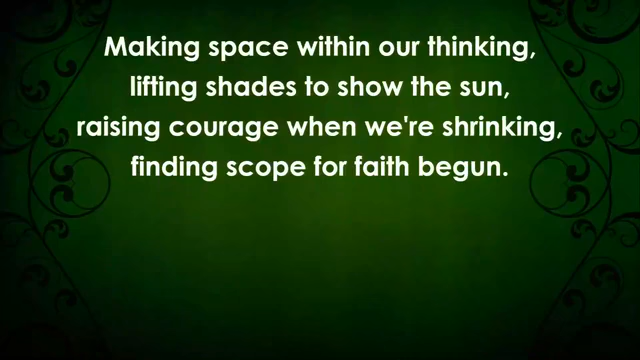 Making space within our thinking,
lifting shades to show the sun,
raising courage when we're shrinking,
finding scope for faith begun.